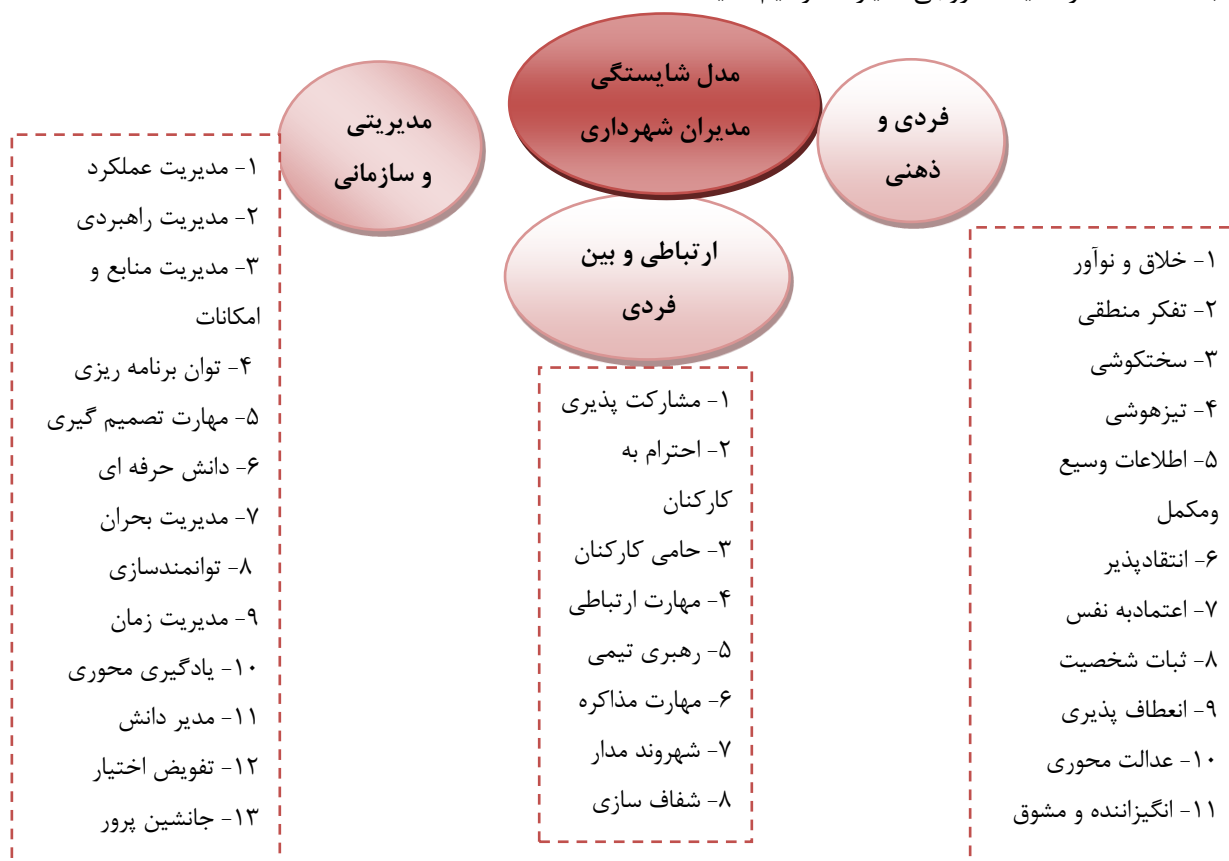 مدل شایستگی
مدیران شهرداری
فردی و
ذهنی
۱- خلاق و نوآور
۲- تفکر منطقی
۳- سختکوشی
۴- تیزهوشی
۵- اطلاعات وسیع
ومکمل
۶- انتقادپذیر
۷- اعتمادبه نفس
۸- ثبات شخصیت
۹- انعطاف پذیری
۱۰- عدالت محوری
۱۱- انگیزاننده و مشوق
ارتباطی و بین
فردی
۱- مشارکت پذیری
۲- احترام به
کارکنان
۳- حامی کارکنان
۴- مهارت ارتباطی
۵- رهبری تیمی
۶- مهارت مذاکره
۷- شهروند مدار
۸- شفاف سازی
مدیریتی
و سازمانی
۱- مدیریت عملکرد
۲- مدیریت راهبردی
۳- مدیریت منابع و
امکانات
۴- توان برنامه ریزی
۵- مهارت تصمیم گیری
۶- دانش حرفه ای
۷- مدیریت بحران
۸- توانمندسازی
۹- مدیریت زمان
۱۰- یادگیری محوری
۱۱- مدیر دانش
۱۲- تفویض اختیار
۱۳- جانشین پرور